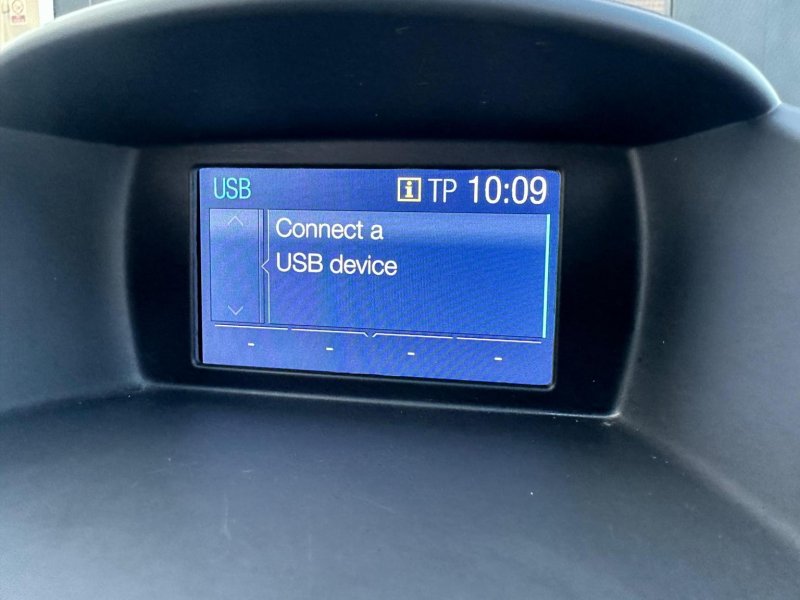 USB i TP 10:09
Connect a
USB device
- - - -